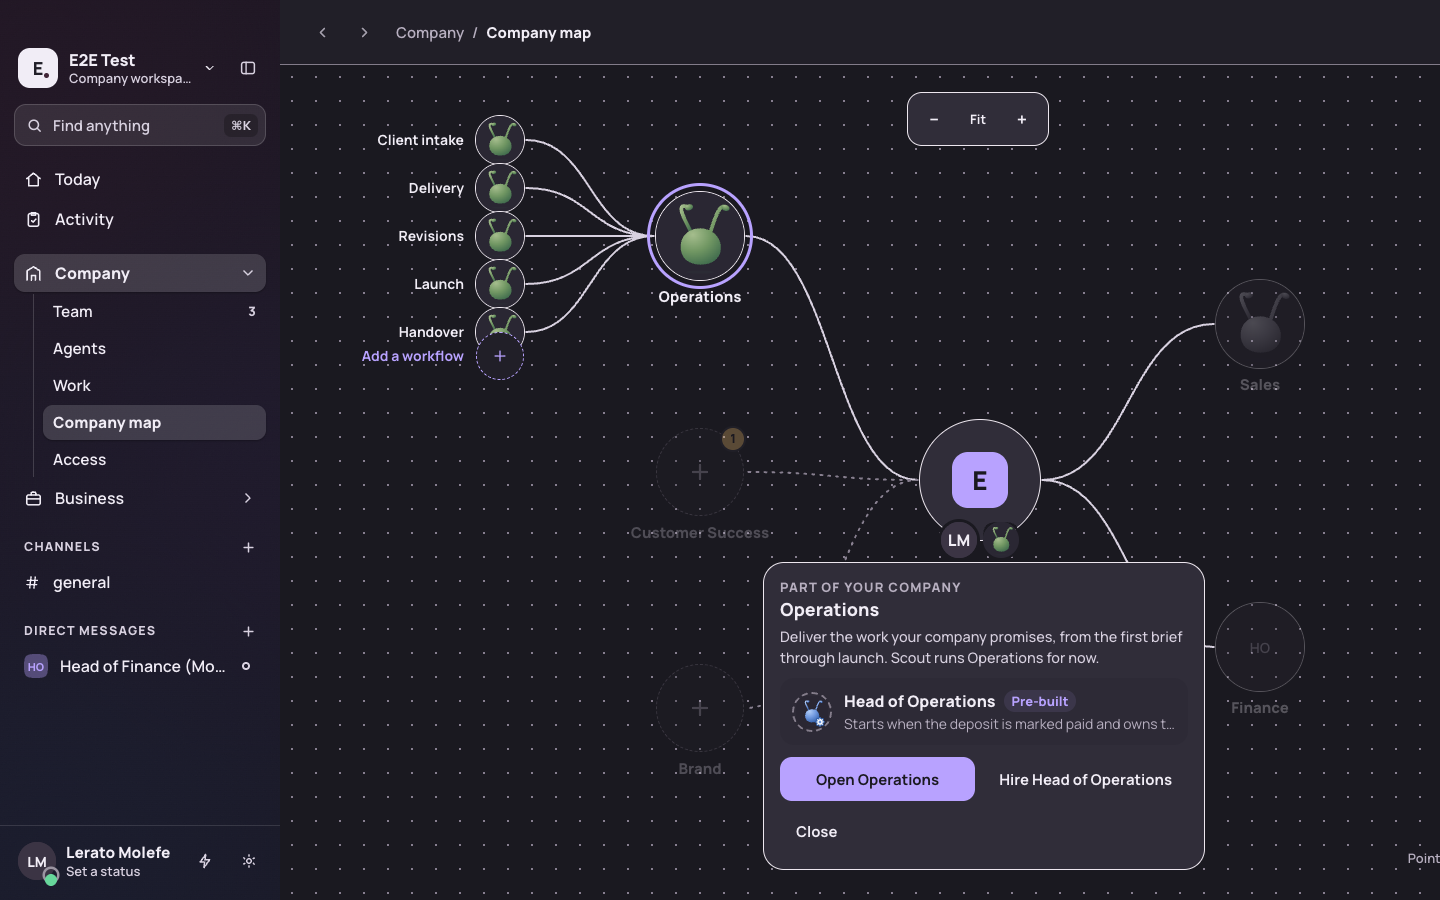 E.
E2E Test
Company workspa...
Find anything
⌘K
Today
Activity
Company
Team
3
Agents
Work
Company map
Access
Business
CHANNELS
# general
DIRECT MESSAGES
HO
Head of Finance (Mo...
LM
Lerato Molefe
Set a status
Company / Company map
Fit
Client intake
Delivery
Revisions
Launch
Handover
Add a workflow
Operations
Sales
1
Customer Success
E
LM
Brand
HO
Finance
PART OF YOUR COMPANY
Operations
Deliver the work your company promises, from the first brief
through launch. Scout runs Operations for now.
Head of Operations
Pre-built
Starts when the deposit is marked paid and owns t...
Open Operations
Hire Head of Operations
Close
Point